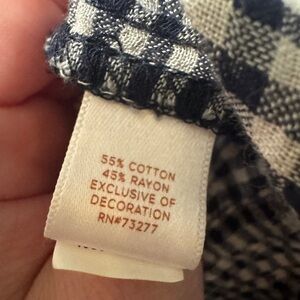 55% COTTON
45% RAYON
EXCLUSIVE OF
DECORATION
RN#73277